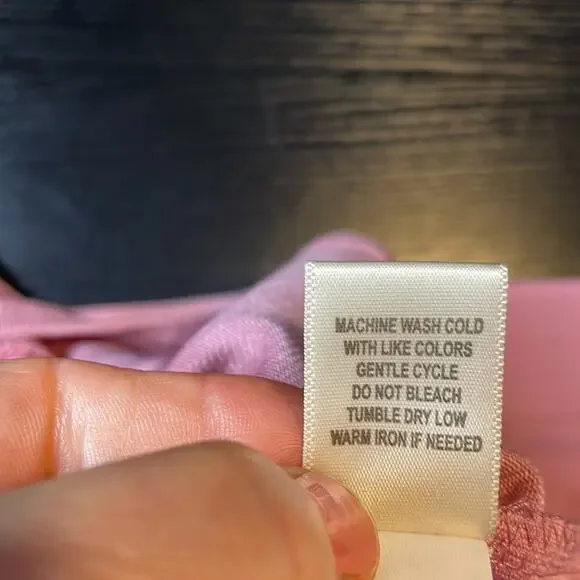 MACHINE WASH COLD
WITH LIKE COLORS
GENTLE CYCLE
DO NOT BLEACH
TUMBLE DRY LOW
WARM IRON IF NEEDED